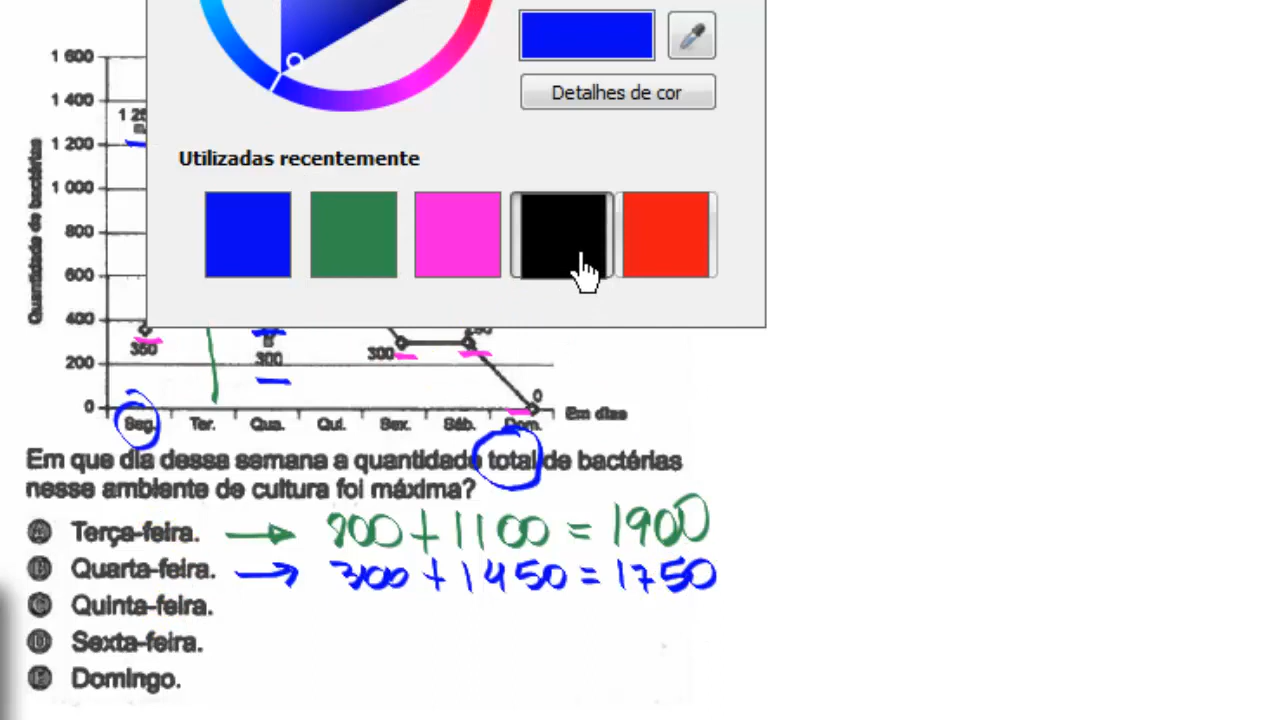 Detalhes de cor
Utilizadas recentemente
Quantidade de bactérias
1 600
1 400
1 200
1 000
800
600
400
200
0
350
300
300
0
Seg.
Ter.
Qua.
Qui.
Sex.
Sáb.
Dom.
Em dias
Em que dia dessa semana a quantidade total de bactérias
nesse ambiente de cultura foi máxima?
A Terça-feira. → 800 + 1100 = 1900
B Quarta-feira. → 300 + 1450 = 1750
C Quinta-feira.
D Sexta-feira.
E Domingo.